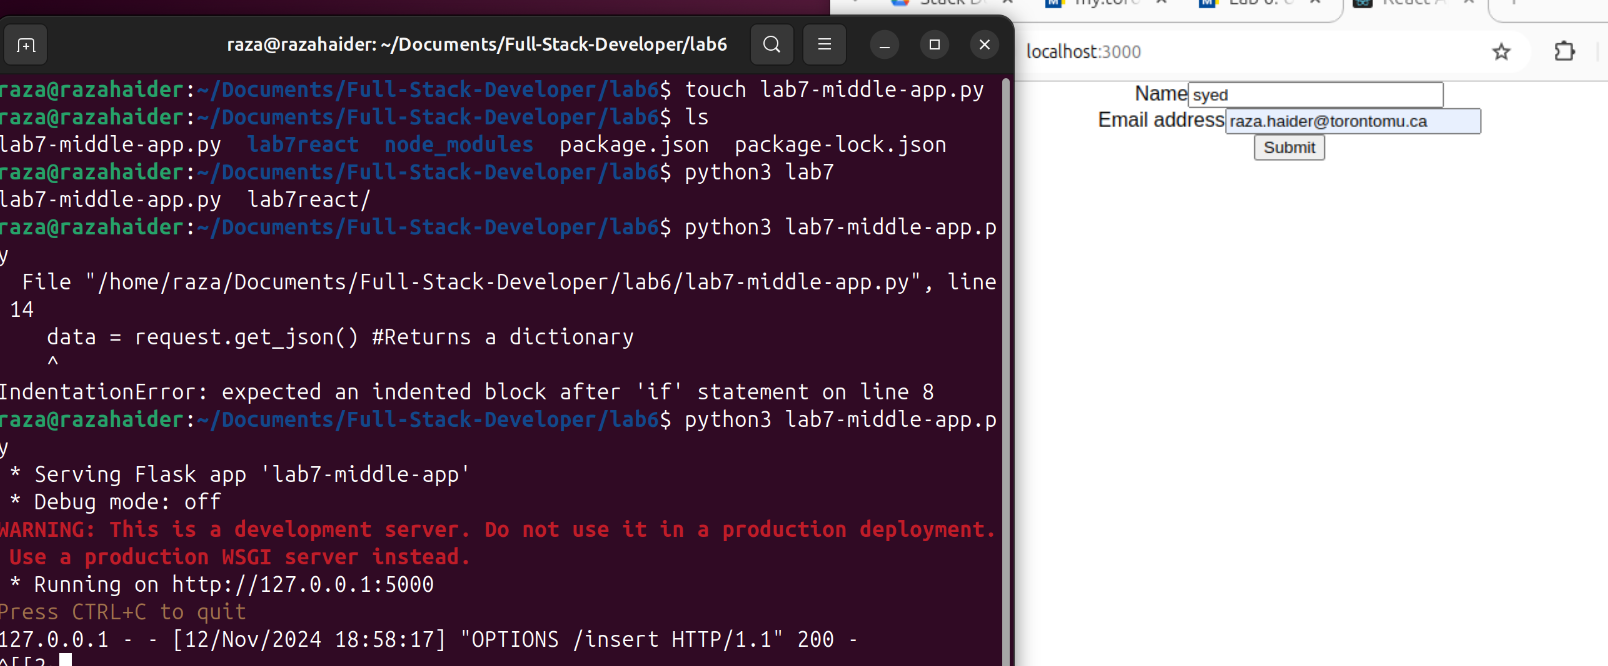 raza@razahaider: ~/Documents/Full-Stack-Developer/lab6
raza@razahaider:~/Documents/Full-Stack-Developer/lab6$ touch lab7-middle-app.py
raza@razahaider:~/Documents/Full-Stack-Developer/lab6$ ls
lab7-middle-app.py lab7react node_modules package.json package-lock.json
raza@razahaider:~/Documents/Full-Stack-Developer/lab6$ python3 lab7
lab7-middle-app.py lab7react/
raza@razahaider:~/Documents/Full-Stack-Developer/lab6$ python3 lab7-middle-app.p
y
File "/home/raza/Documents/Full-Stack-Developer/lab6/lab7-middle-app.py", line
14
data = request.get_json() #Returns a dictionary
^
IndentationError: expected an indented block after 'if' statement on line 8
raza@razahaider:~/Documents/Full-Stack-Developer/lab6$ python3 lab7-middle-app.p
y
* Serving Flask app 'lab7-middle-app'
* Debug mode: off
WARNING: This is a development server. Do not use it in a production deployment.
Use a production WSGI server instead.
* Running on http://127.0.0.1:5000
Press CTRL+C to quit
127.0.0.1 - - [12/Nov/2024 18:58:17] "OPTIONS /insert HTTP/1.1" 200 -
localhost:3000
Name syed
Email address raza.haider@torontomu.ca
Submit